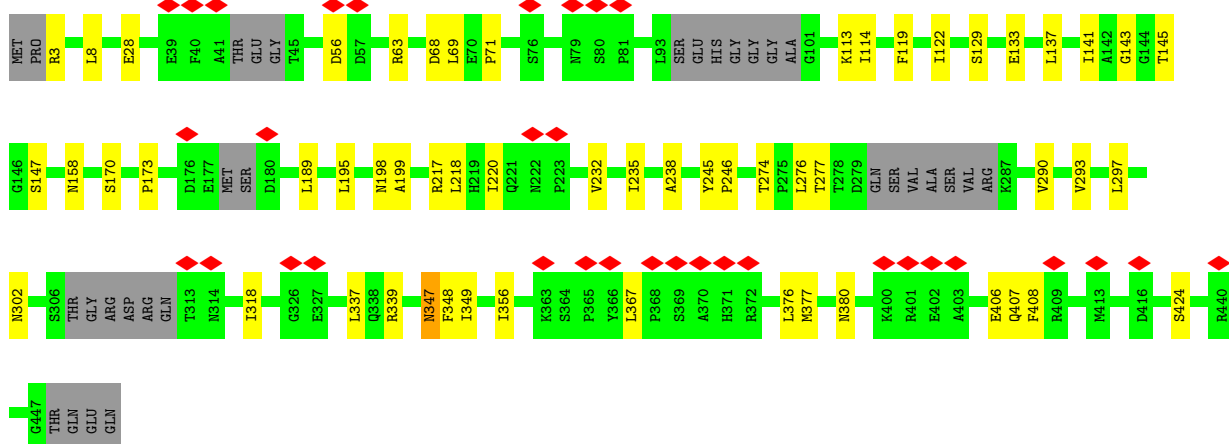 MET PRO R3 L8 E28 E39 F40 A41 THR GLU GLY T45 D56 D57 R63 D68 L69 E70 P71 S76 N79 S80 P81 L93 SER GLU HIS GLY GLY GLY ALA G101 K113 I114 F119 I122 S129 E133 L137 I141 A142 G143 G144 T145
G146 S147 N158 S170 P173 D176 E177 MET SER D180 L189 L195 N198 A199 R217 L218 H219 I220 Q221 N222 P223 V232 I235 A238 Y245 P246 T274 P275 L276 T277 T278 D279 GLN SER VAL ALA SER VAL ARG K287 V290 V293 L297
N302 S306 THR GLY ARG ASP ARG GLN T313 N314 I318 G326 E327 L337 Q338 R339 N347 F348 I349 I356 K363 S364 P365 Y366 L367 P368 S369 A370 H371 R372 L376 M377 N380 K400 R401 E402 A403 E406 Q407 F408 R409 M413 D416 S424 R440
G447 THR GLN GLU GLN